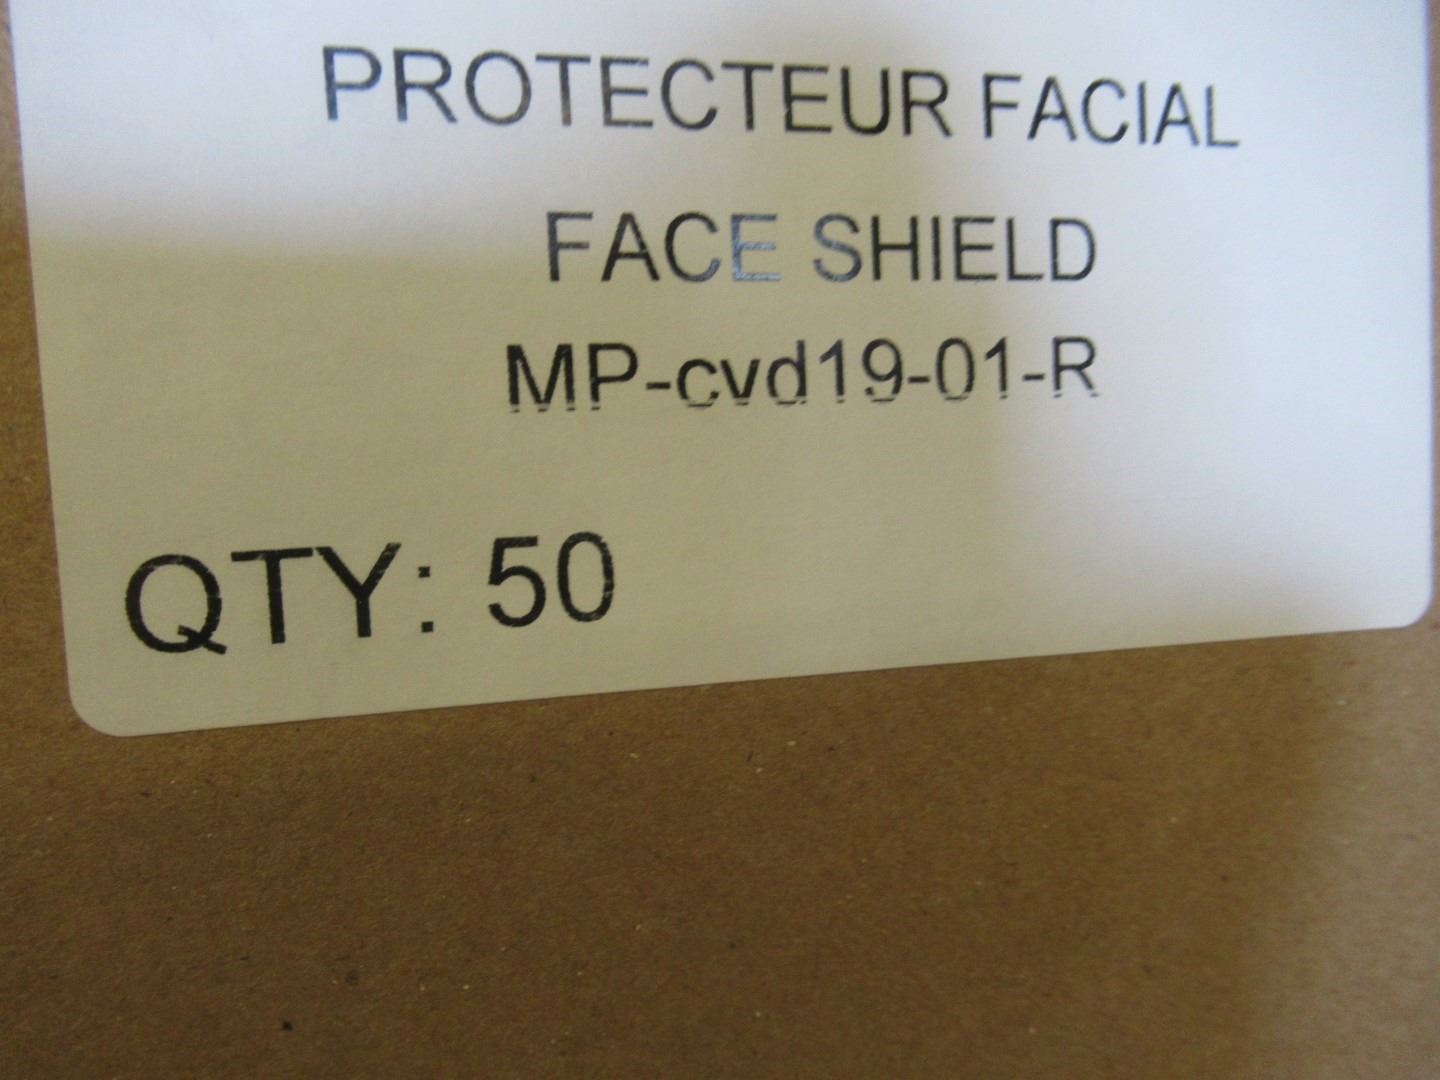 PROTECTEUR FACIAL
FACE SHIELD
MP-cvd19-01-R
QTY: 50